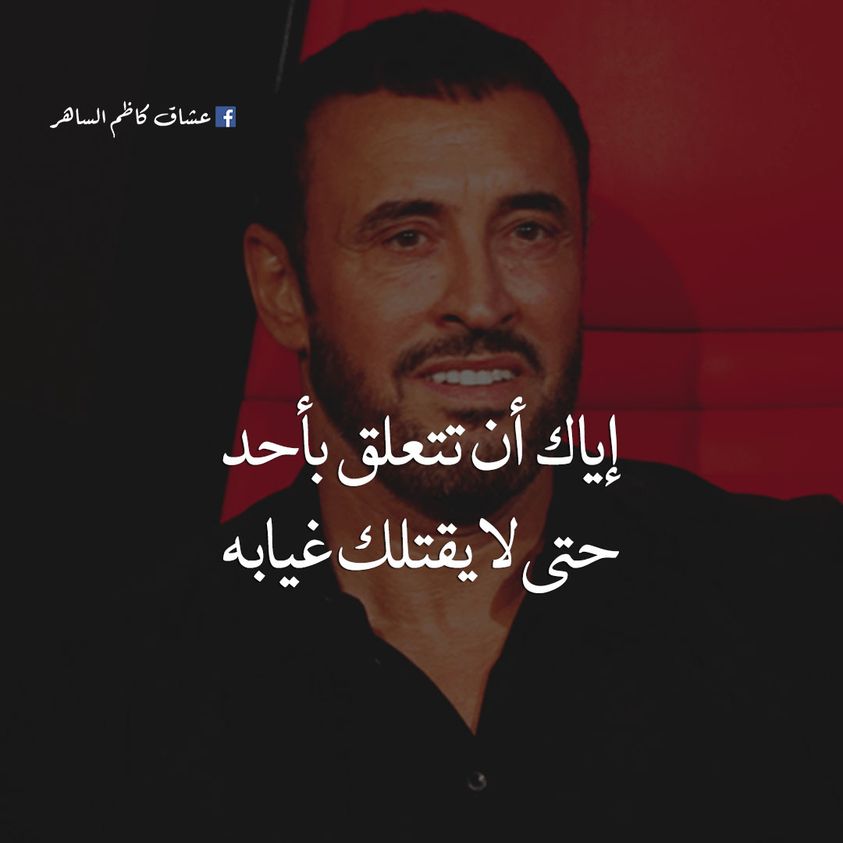 عشاق كاظم الساهر
إياك أن تتعلق بأحد
حتى لا يقتلك غيابه